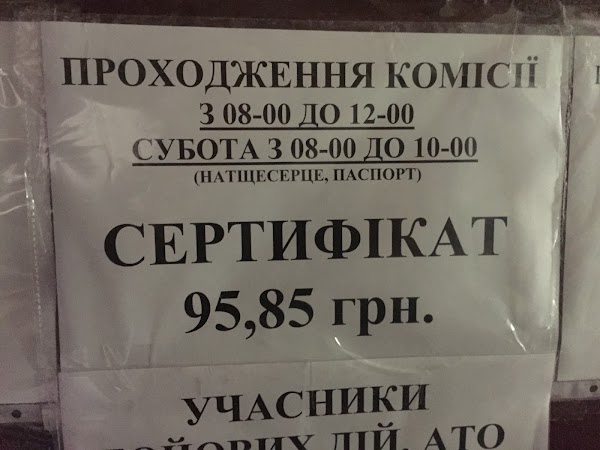 ПРОХОДЖЕННЯ КОМІСІЇ
З 08-00 ДО 12-00
СУБОТА З 08-00 ДО 10-00
(НАТЩЕСЕРЦЕ, ПАСПОРТ)
СЕРТИФІКАТ
95,85 грн.
УЧАСНИКИ
БОЙОВИХ ДІЙ, АТО